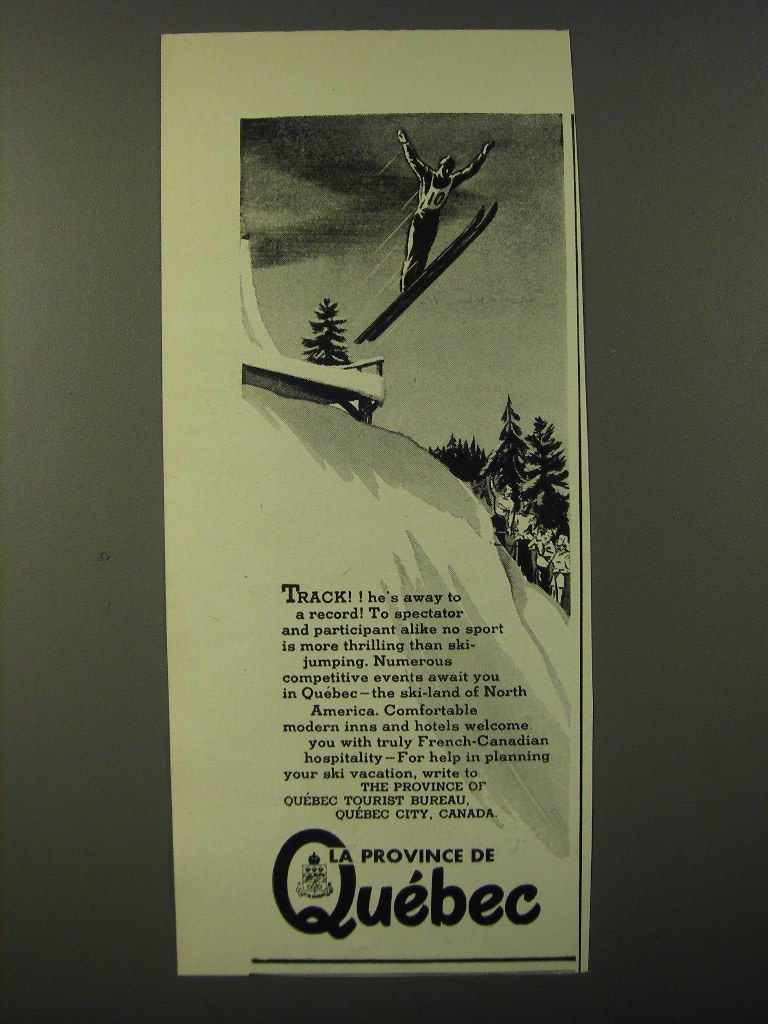 10
TRACK! ! he's away to
a record! To spectator
and participant alike no sport
is more thrilling than ski-
jumping. Numerous
competitive events await you
in Québec—the ski-land of North
America. Comfortable
modern inns and hotels welcome
you with truly French-Canadian
hospitality—For help in planning
your ski vacation, write to
THE PROVINCE OF
QUÉBEC TOURIST BUREAU,
QUÉBEC CITY, CANADA.
LA PROVINCE DE
Québec